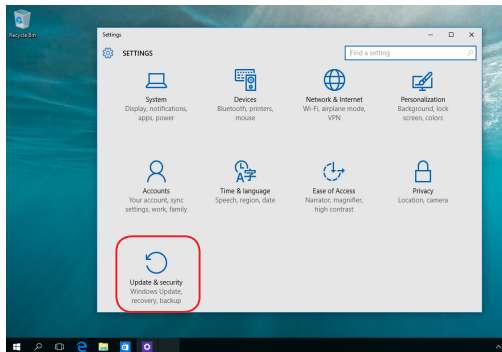 Recycle Bin
Settings
SETTINGS
Find a setting
System
Display, notifications,
apps, power
Devices
Bluetooth, printers,
mouse
Network & Internet
Wi-Fi, airplane mode,
VPN
Personalization
Background, lock
screen, colors
Accounts
Your account, sync
settings, work, family
Time & language
Speech, region, date
Ease of Access
Narrator, magnifier,
high contrast
Privacy
Location, camera
Update & security
Windows Update,
recovery, backup